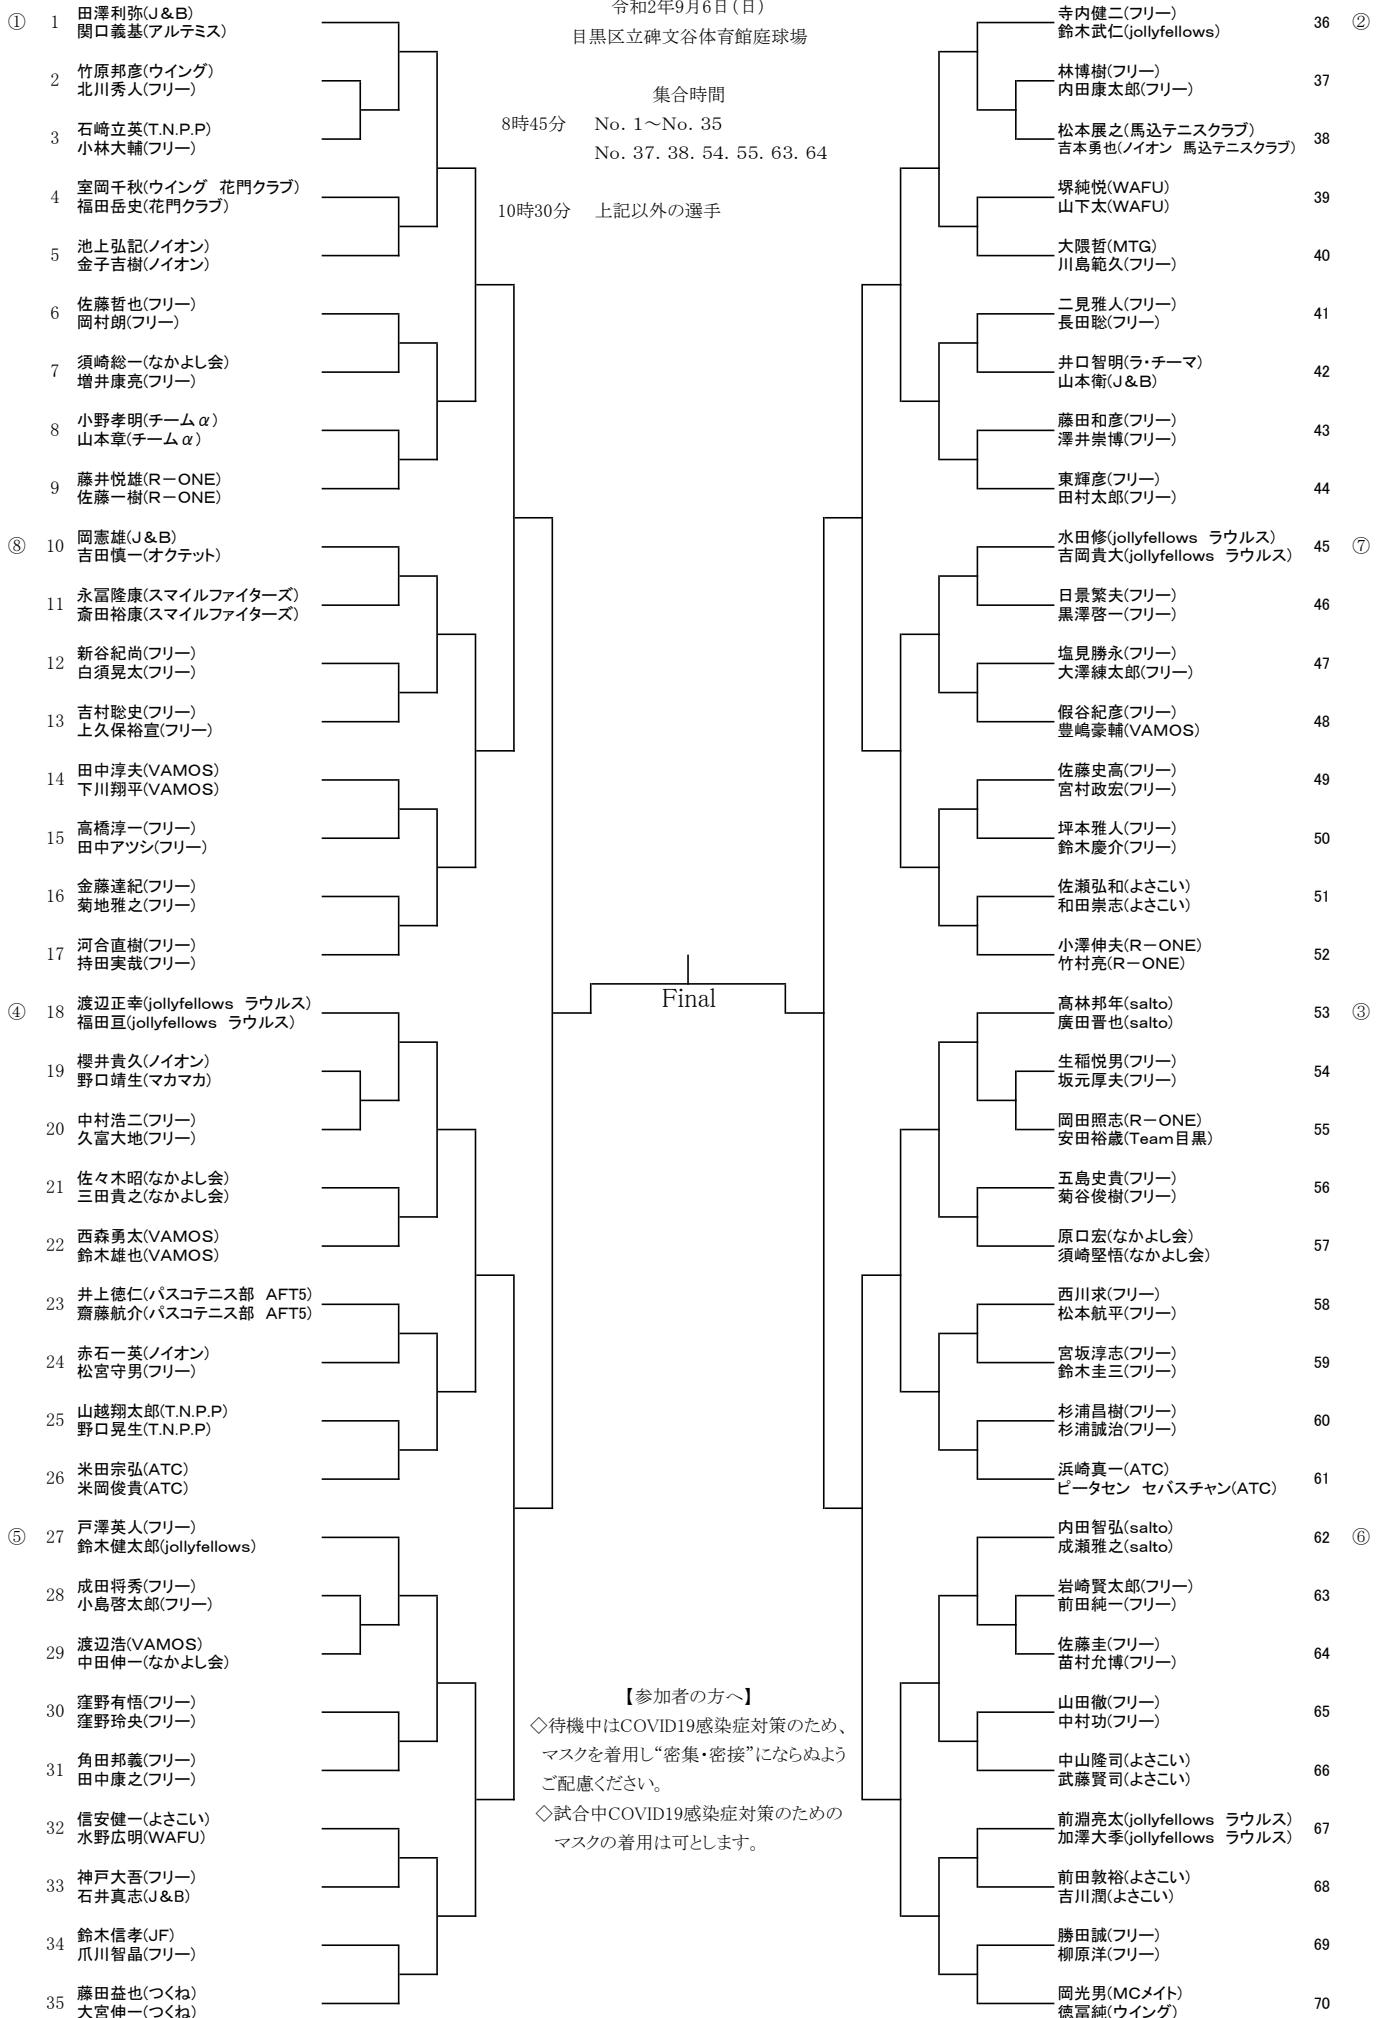 令和2年9月6日(日)
目黒区立碑文谷体育館庭球場
集合時間
8時45分 No. 1~No. 35
No. 37. 38. 54. 55. 63. 64
10時30分 上記以外の選手
① 1 田澤利弥(J&B)
関口義基(アルテミス)
2 竹原邦彦(ウイング)
北川秀人(フリー)
3 石﨑立英(T.N.P.P)
小林大輔(フリー)
4 室岡千秋(ウイング 花門クラブ)
福田岳史(花門クラブ)
5 池上弘記(ノイオン)
金子吉樹(ノイオン)
6 佐藤哲也(フリー)
岡村朗(フリー)
7 須崎総一(なかよし会)
増井康亮(フリー)
8 小野孝明(チームα)
山本章(チームα)
9 藤井悦雄(R-ONE)
佐藤一樹(R-ONE)
⑧ 10 岡憲雄(J&B)
吉田慎一(オクテット)
11 永冨隆康(スマイルファイターズ)
斎田裕康(スマイルファイターズ)
12 新谷紀尚(フリー)
白須晃太(フリー)
13 吉村聡史(フリー)
上久保裕宣(フリー)
14 田中淳夫(VAMOS)
下川翔平(VAMOS)
15 高橋淳一(フリー)
田中アツシ(フリー)
16 金藤達紀(フリー)
菊地雅之(フリー)
17 河合直樹(フリー)
持田実哉(フリー)
④ 18 渡辺正幸(jollyfellows ラウルス)
福田亘(jollyfellows ラウルス)
19 櫻井貴久(ノイオン)
野口靖生(マカマカ)
20 中村浩二(フリー)
久富大地(フリー)
21 佐々木昭(なかよし会)
三田貴之(なかよし会)
22 西森勇太(VAMOS)
鈴木雄也(VAMOS)
23 井上徳仁(パスコテニス部 AFT5)
齋藤航介(パスコテニス部 AFT5)
24 赤石一英(ノイオン)
松宮守男(フリー)
25 山越翔太郎(T.N.P.P)
野口晃生(T.N.P.P)
26 米田宗弘(ATC)
米岡俊貴(ATC)
⑤ 27 戸澤英人(フリー)
鈴木健太郎(jollyfellows)
28 成田将秀(フリー)
小島啓太郎(フリー)
29 渡辺浩(VAMOS)
中田伸一(なかよし会)
30 窪野有悟(フリー)
窪野玲央(フリー)
31 角田邦義(フリー)
田中康之(フリー)
32 信安健一(よさこい)
水野広明(WAFU)
33 神戸大吾(フリー)
石井真志(J&B)
34 鈴木信孝(JF)
爪川智晶(フリー)
35 藤田益也(つくね)
大宮伸一(つくね)
Final
寺内健二(フリー) 36 ②
鈴木武仁(jollyfellows)
林博樹(フリー) 37
内田康太郎(フリー)
松本展之(馬込テニスクラブ) 38
吉本勇也(ノイオン 馬込テニスクラブ)
堺純悦(WAFU) 39
山下太(WAFU)
大隈哲(MTG) 40
川島範久(フリー)
二見雅人(フリー) 41
長田聡(フリー)
井口智明(ラ・チーマ) 42
山本衛(J&B)
藤田和彦(フリー) 43
澤井崇博(フリー)
東輝彦(フリー) 44
田村太郎(フリー)
水田修(jollyfellows ラウルス) 45 ⑦
吉岡貴大(jollyfellows ラウルス)
日景繁夫(フリー) 46
黒澤啓一(フリー)
塩見勝永(フリー) 47
大澤練太郎(フリー)
假谷紀彦(フリー) 48
豊嶋豪輔(VAMOS)
佐藤史高(フリー) 49
宮村政宏(フリー)
坪本雅人(フリー) 50
鈴木慶介(フリー)
佐瀬弘和(よさこい) 51
和田崇志(よさこい)
小澤伸夫(R-ONE) 52
竹村亮(R-ONE)
髙林邦年(salto) 53 ③
廣田晋也(salto)
生稲悦男(フリー) 54
坂元厚夫(フリー)
岡田照志(R-ONE) 55
安田裕歳(Team目黒)
五島史貴(フリー) 56
菊谷俊樹(フリー)
原口宏(なかよし会) 57
須崎堅悟(なかよし会)
西川求(フリー) 58
松本航平(フリー)
宮坂淳志(フリー) 59
鈴木圭三(フリー)
杉浦昌樹(フリー) 60
杉浦誠治(フリー)
浜崎真一(ATC) 61
ピータセン セバスチャン(ATC)
内田智弘(salto) 62 ⑥
成瀬雅之(salto)
岩崎賢太郎(フリー) 63
前田純一(フリー)
佐藤圭(フリー) 64
苗村允博(フリー)
山田徹(フリー) 65
中村功(フリー)
中山隆司(よさこい) 66
武藤賢司(よさこい)
前淵亮太(jollyfellows ラウルス) 67
加澤大季(jollyfellows ラウルス)
前田敦裕(よさこい) 68
吉川潤(よさこい)
勝田誠(フリー) 69
柳原洋(フリー)
岡光男(MCメイト) 70
徳冨純(ウイング)
【参加者の方へ】
◇待機中はCOVID19感染症対策のため、
マスクを着用し“密集・密接”にならぬよう
ご配慮ください。
◇試合中COVID19感染症対策のための
マスクの着用は可とします。